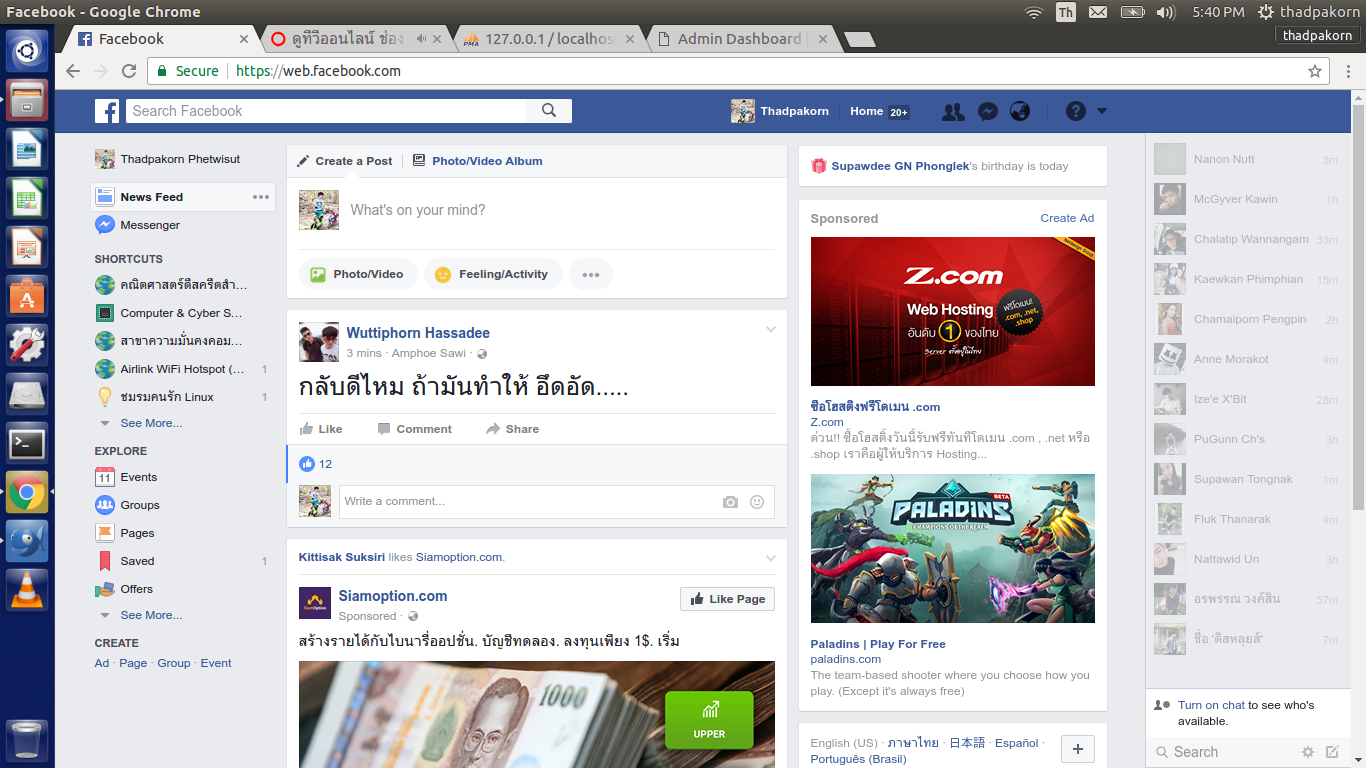 Facebook - Google Chrome
Th
5:40 PM
thadpakorn
thadpakorn
Facebook
ดูทีวีออนไลน์ ช่อง
PMA
127.0.0.1 / localhos
Admin Dashboard
Secure
https://web.facebook.com
Search Facebook
Thadpakorn
Home 20+
Thadpakorn Phetwisut
News Feed
Messenger
SHORTCUTS
คณิตศาสตร์ดีสครีตสำ...
Computer & Cyber S...
สาขาความมั่นคงคอม...
Airlink WiFi Hotspot (... 1
ชมรมคนรัก Linux 1
See More...
EXPLORE
11 Events
Groups
Pages
Saved 1
Offers
See More...
CREATE
Ad · Page · Group · Event
Create a Post
Photo/Video Album
What's on your mind?
Photo/Video
Feeling/Activity
Wuttiphorn Hassadee
3 mins · Amphoe Sawi ·
กลับดีไหม ถ้ามันทำให้ อึดอัด.....
Like Comment Share
12
Write a comment...
Kittisak Suksiri likes Siamoption.com.
Siamoption.com
Sponsored ·
Like Page
สร้างรายได้กับไบนารี่ออปชั่น. บัญชีทดลอง. ลงทุนเพียง 1$. เริ่ม
1000
UPPER
Supawdee GN Phonglek's birthday is today
Sponsored
Create Ad
Z.com
Web Hosting
อันดับ 1 ของไทย
Server ตั้งอยู่ในไทย
ฟรีโดเมน!
.com, .net,
.shop
ซื้อโฮสติ้งฟรีโดเมน .com
Z.com
ด่วน!! ซื้อโฮสติ้งวันนี้รับฟรีทันทีโดเมน .com , .net หรือ
.shop เราคือผู้ให้บริการ Hosting...
PALADINS
BETA
CHAMPIONS OF THE REALM
Paladins | Play For Free
paladins.com
The team-based shooter where you choose how you
play. (Except it's always free)
English (US) · ภาษาไทย · 日本語 · Español ·
Português (Brasil)
Nanon Nutt 3m
McGyver Kawin 1h
Chalatip Wannangam 33m
Kaewkan Phimphian 15m
Chamaiporn Pengpin 2h
Anne Morakot 4m
Ize'e X'Bit 28m
PuGunn Ch's 3h
Supawan Tongnak 1m
Fluk Thanarak 4m
Nattawid Un 3h
อรพรรณ วงค์สิน 57m
ชื่อ 'ดิสหลุยส์' 7m
Turn on chat to see who's
available.
Search